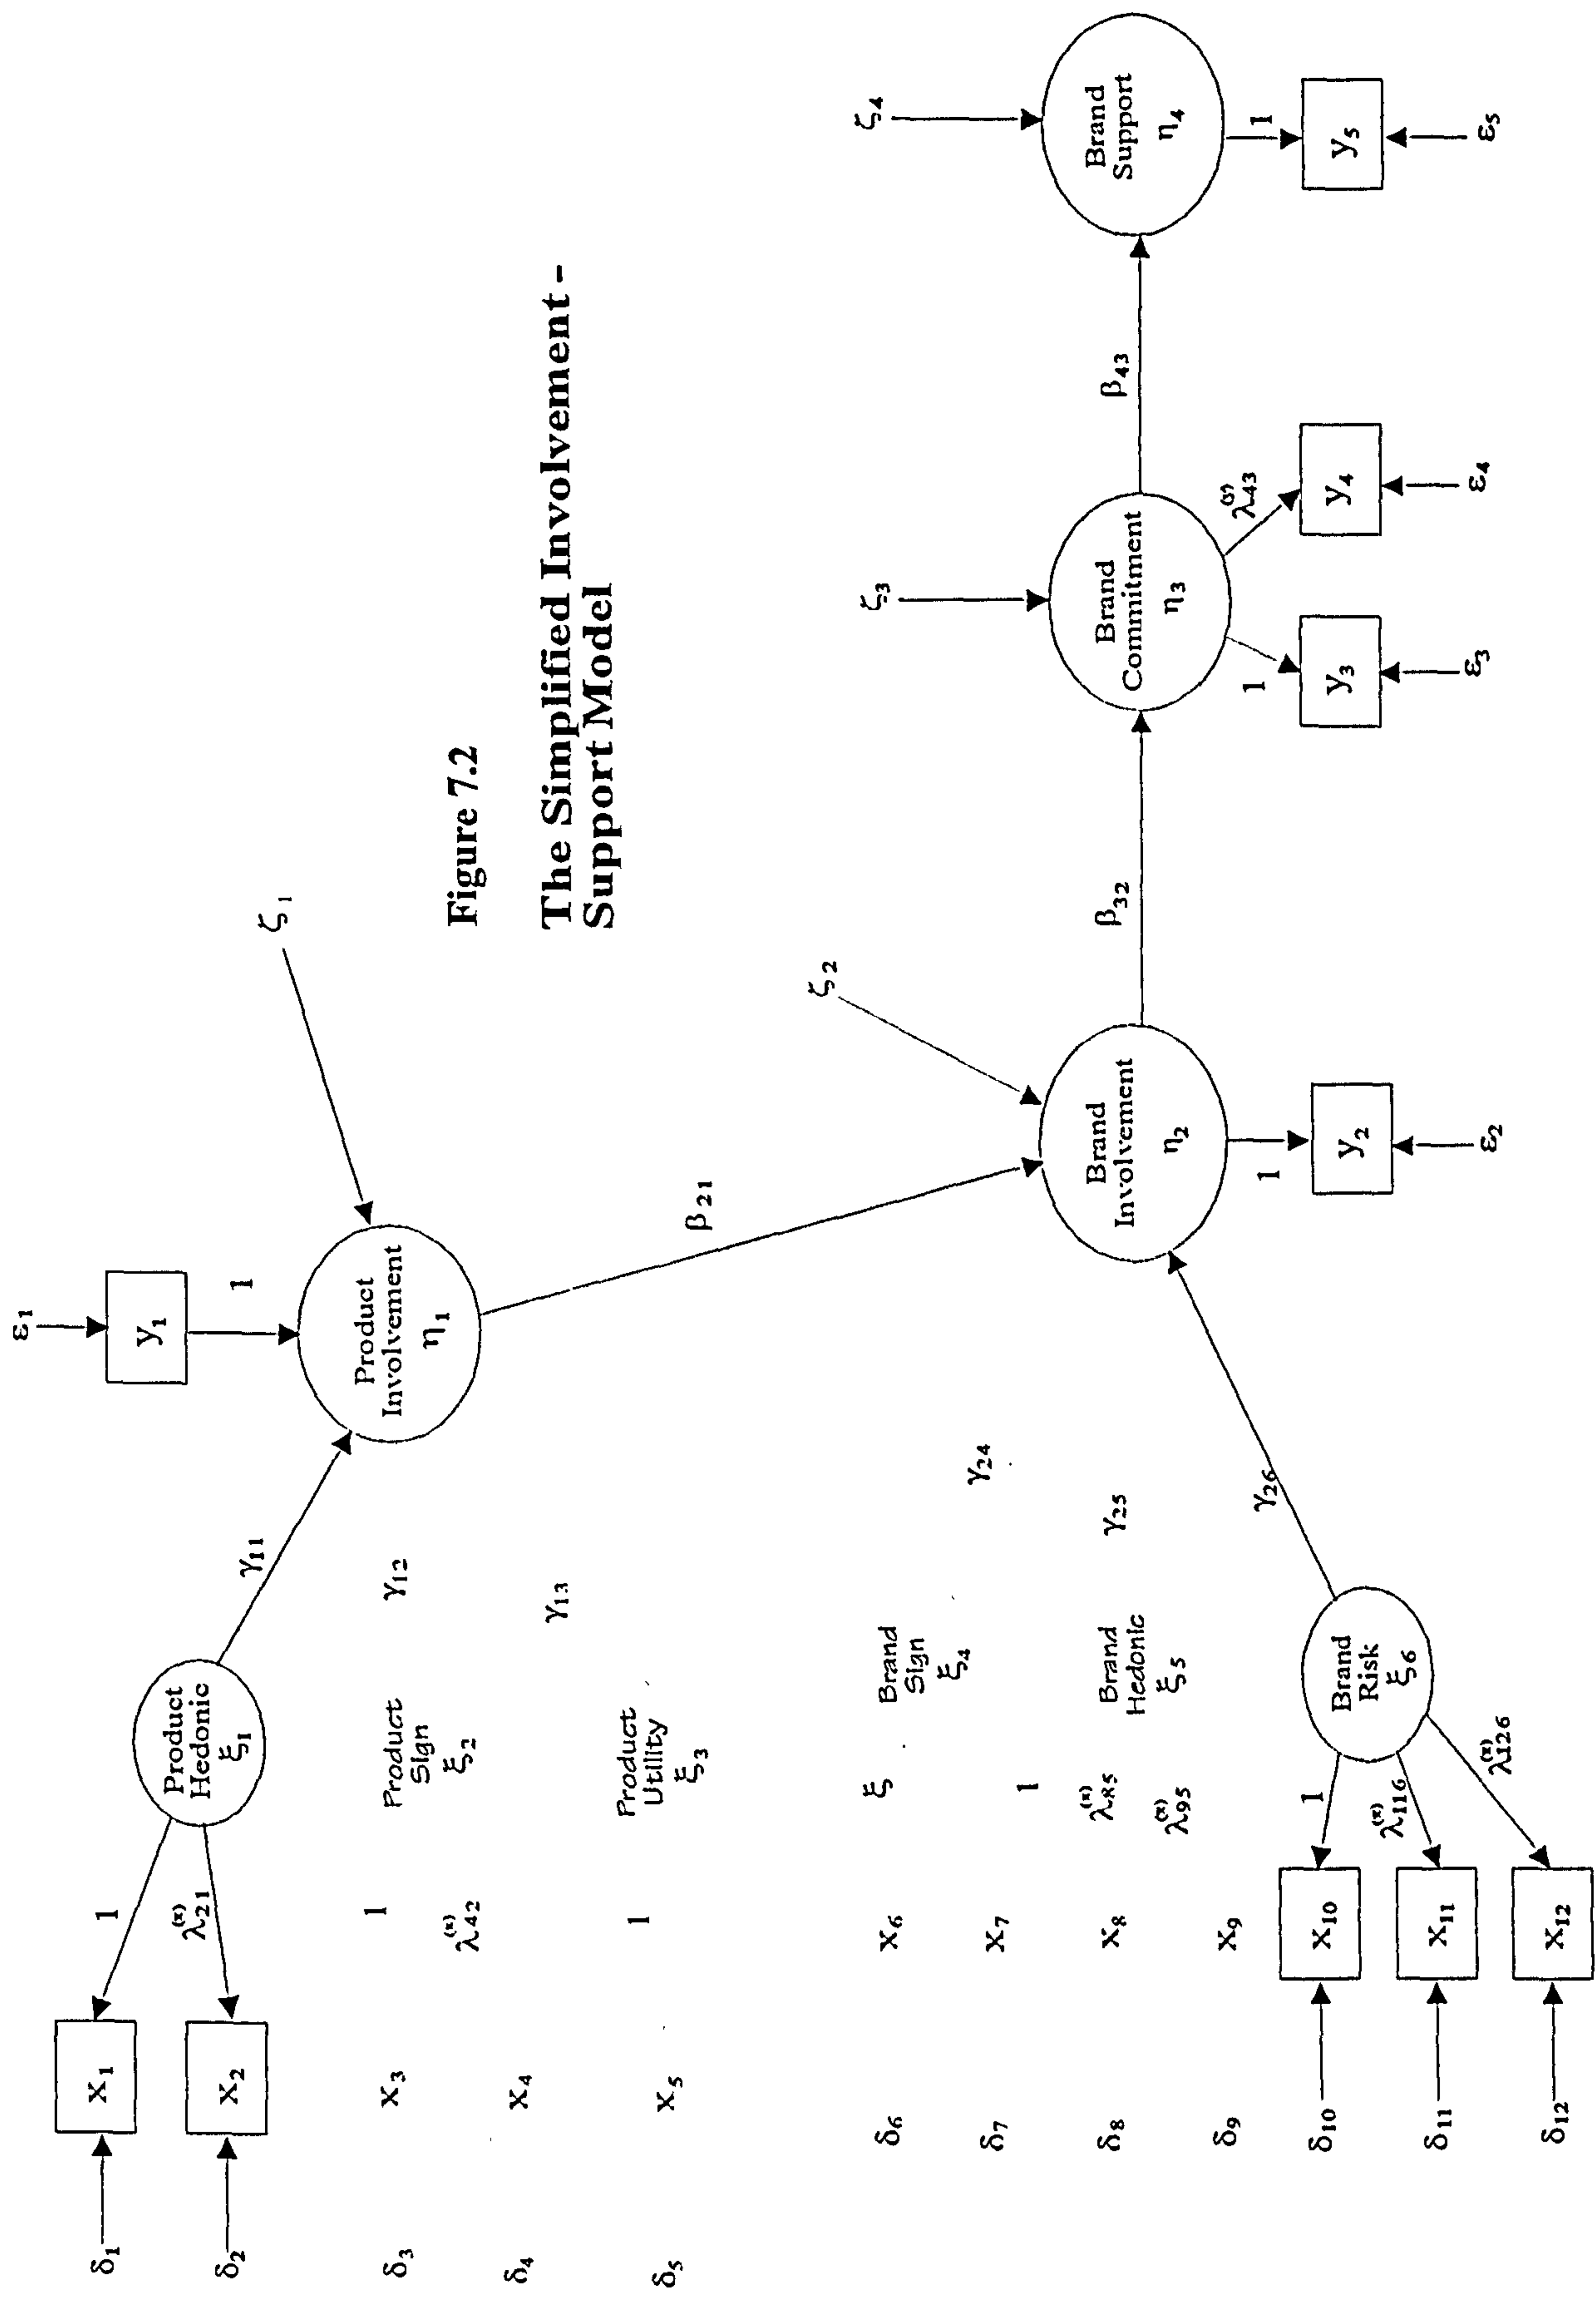 Figure 7.2
The Simplified Involvement -
Support Model
δ₁
x₁
1
δ₂
x₂
λ₂₁⁽ˣ⁾
Product
Hedonic
ξ₁
γ₁₁
ε₁
y₁
1
Product
Involvement
η₁
ζ₁
δ₃
x₃
1
δ₄
x₄
λ₄₂⁽ˣ⁾
Product
Sign
ξ₂
γ₁₂
δ₅
x₅
1
Product
Utility
ξ₃
γ₁₃
β₂₁
δ₆
x₆
ξ
Brand
Sign
ξ₄
γ₂₄
δ₇
x₇
1
δ₈
x₈
λ₈₅⁽ˣ⁾
δ₉
x₉
λ₉₅⁽ˣ⁾
Brand
Hedonic
ξ₅
γ₂₅
δ₁₀
x₁₀
1
δ₁₁
x₁₁
λ₁₁₆⁽ˣ⁾
δ₁₂
x₁₂
λ₁₂₆⁽ˣ⁾
Brand
Risk
ξ₆
γ₂₆
ζ₂
Brand
Involvement
η₂
1
y₂
ε₂
β₃₂
ζ₃
Brand
Commitment
η₃
1
y₃
ε₃
λ₄₃⁽ʸ⁾
y₄
ε₄
β₄₃
ζ₄
Brand
Support
η₄
1
y₅
ε₅